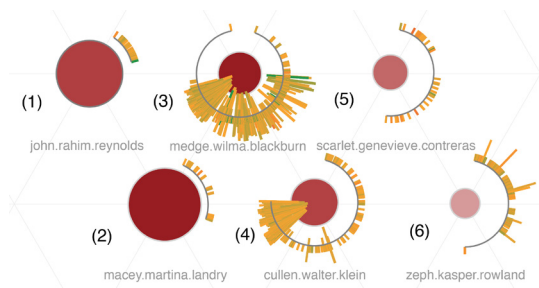 (1)
(3)
(5)
john.rahim.reynolds
medge.wilma.blackburn
scarlet.genevieve.contreras
(2)
(4)
(6)
macey.martina.landry
cullen.walter.klein
zeph.kasper.rowland